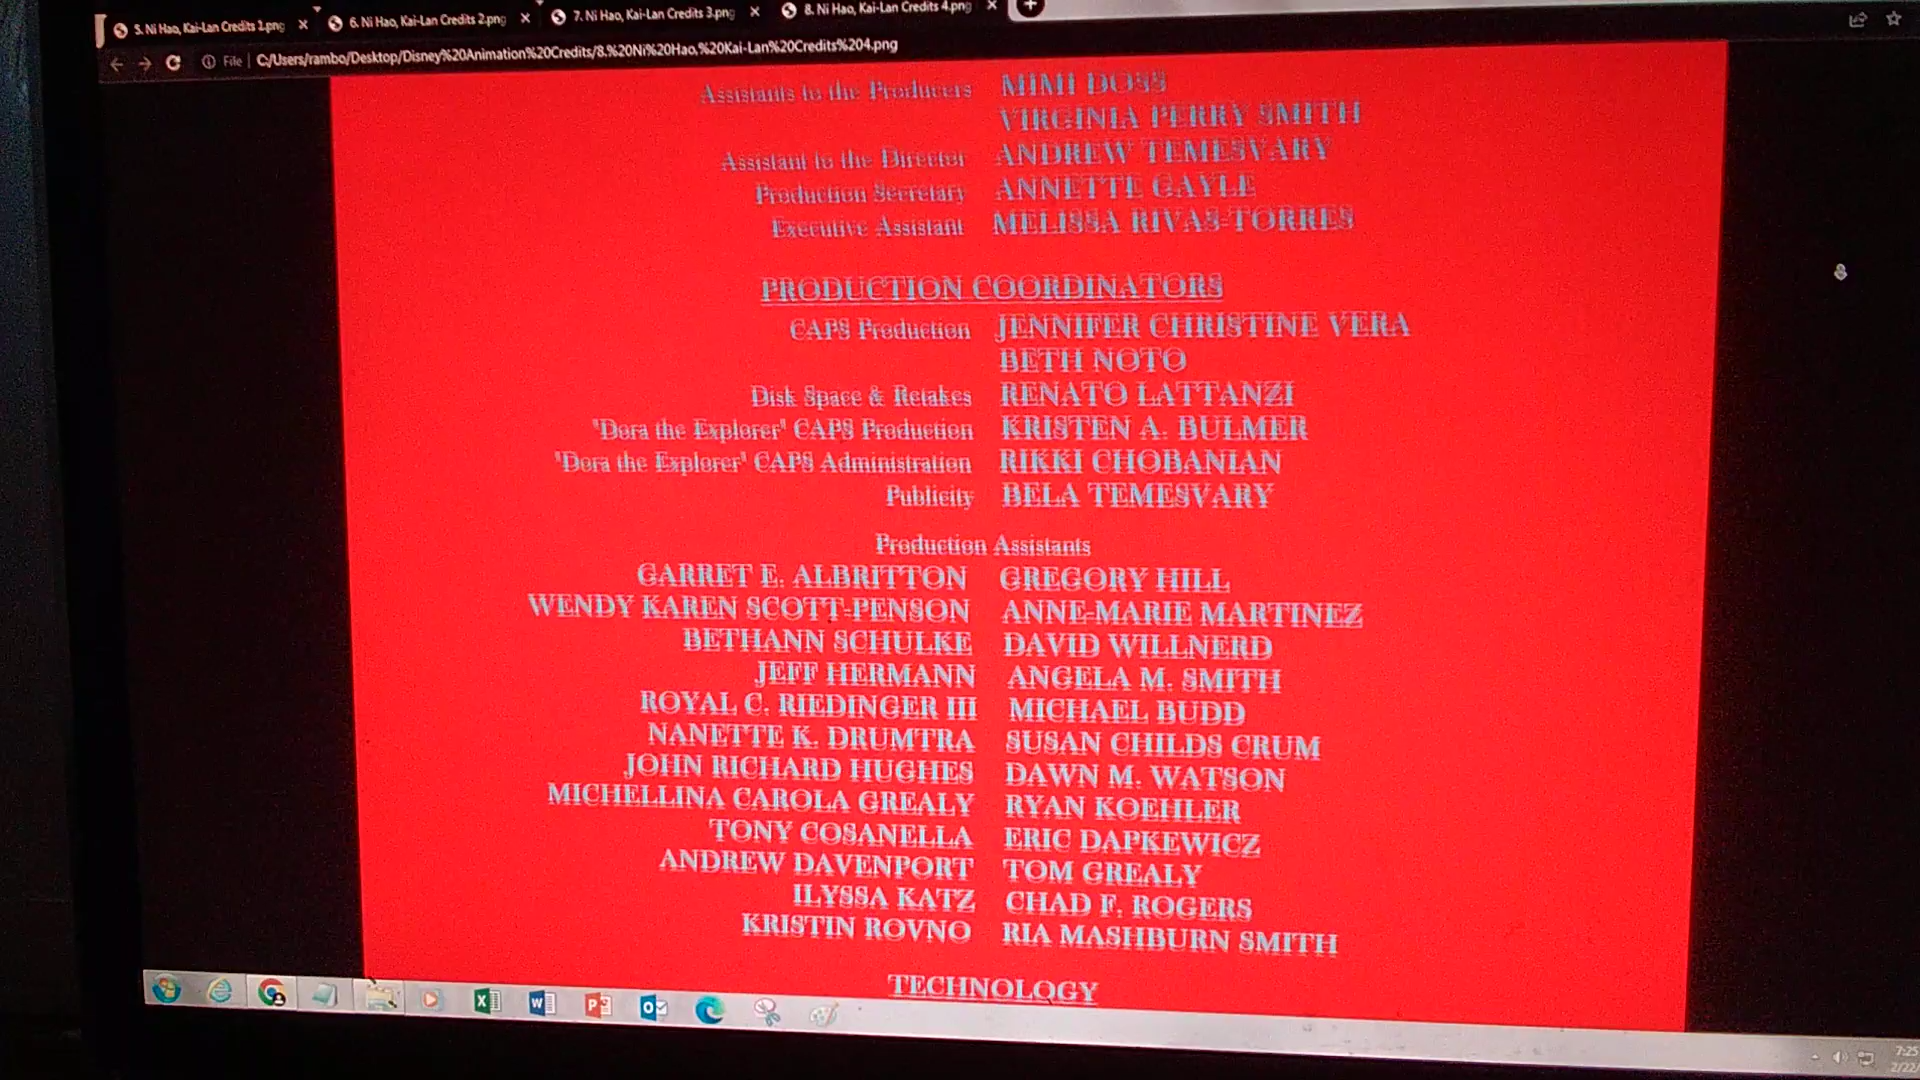 5. Ni Hao, Kai-Lan Credits 1.png × 6. Ni Hao, Kai-Lan Credits 2.png × 7. Ni Hao, Kai-Lan Credits 3.png × 8. Ni Hao, Kai-Lan Credits 4.png × +
File | C:/Users/rambo/Desktop/Disney%20Animation%20Credits/8.%20Ni%20Hao,%20Kai-Lan%20Credits%204.png
Assistants to the Producers MIMI DOSS
VIRGINIA PERRY SMITH
Assistant to the Director ANDREW TEMESVARY
Production Secretary ANNETTE GAYLE
Executive Assistant MELISSA RIVAS-TORRES
PRODUCTION COORDINATORS
CAPS Production JENNIFER CHRISTINE VERA
BETH NOTO
Disk Space & Retakes RENATO LATTANZI
"Dora the Explorer" CAPS Production KRISTEN A. BULMER
"Dora the Explorer" CAPS Administration RIKKI CHOBANIAN
Publicity BELA TEMESVARY
Production Assistants
GARRET E. ALBRITTON GREGORY HILL
WENDY KAREN SCOTT-PENSON ANNE-MARIE MARTINEZ
BETHANN SCHULKE DAVID WILLNERD
JEFF HERMANN ANGELA M. SMITH
ROYAL C. RIEDINGER III MICHAEL BUDD
NANETTE K. DRUMTRA SUSAN CHILDS CRUM
JOHN RICHARD HUGHES DAWN M. WATSON
MICHELLINA CAROLA GREALY RYAN KOEHLER
TONY COSANELLA ERIC DAPKEWICZ
ANDREW DAVENPORT TOM GREALY
ILYSSA KATZ CHAD F. ROGERS
KRISTIN ROVNO RIA MASHBURN SMITH
TECHNOLOGY
7:25
2/22/